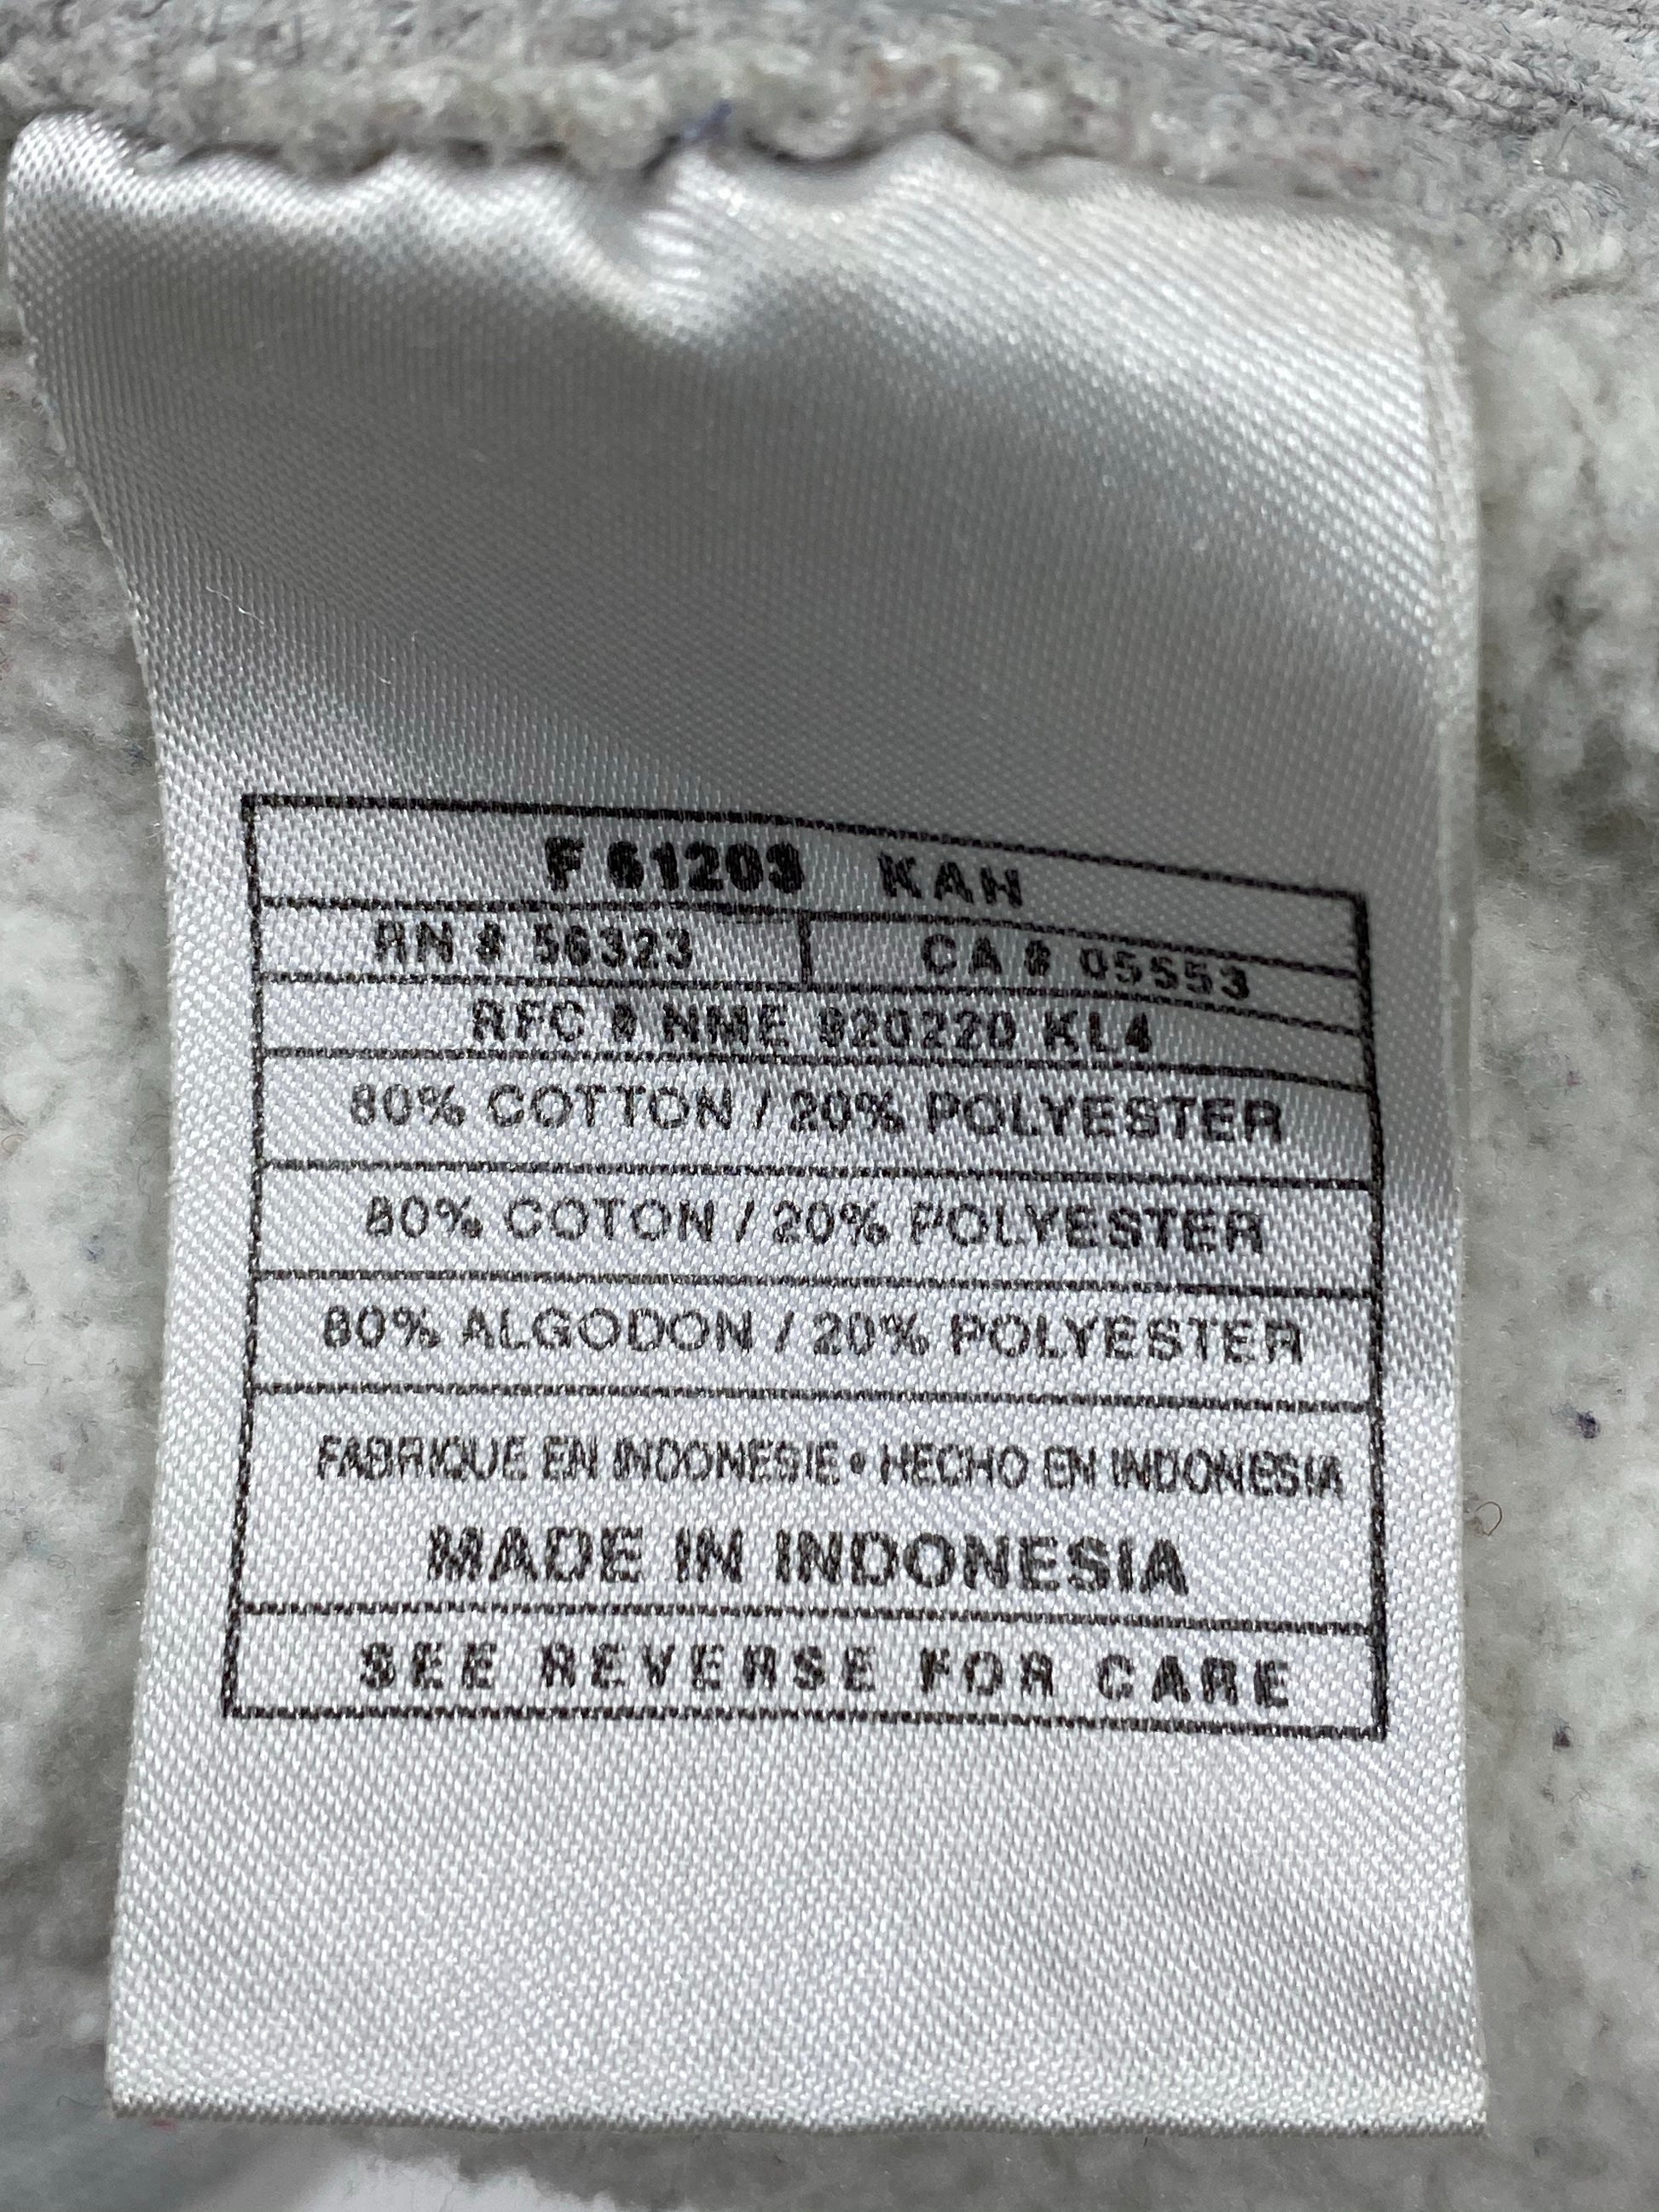 F 61203 KAH
RN # 56323 CA # 05553
RFC # NME 920220 KL4
80% COTTON / 20% POLYESTER
80% COTON / 20% POLYESTER
80% ALGODON / 20% POLYESTER
FABRIQUE EN INDONESIE • HECHO EN INDONESIA
MADE IN INDONESIA
SEE REVERSE FOR CARE